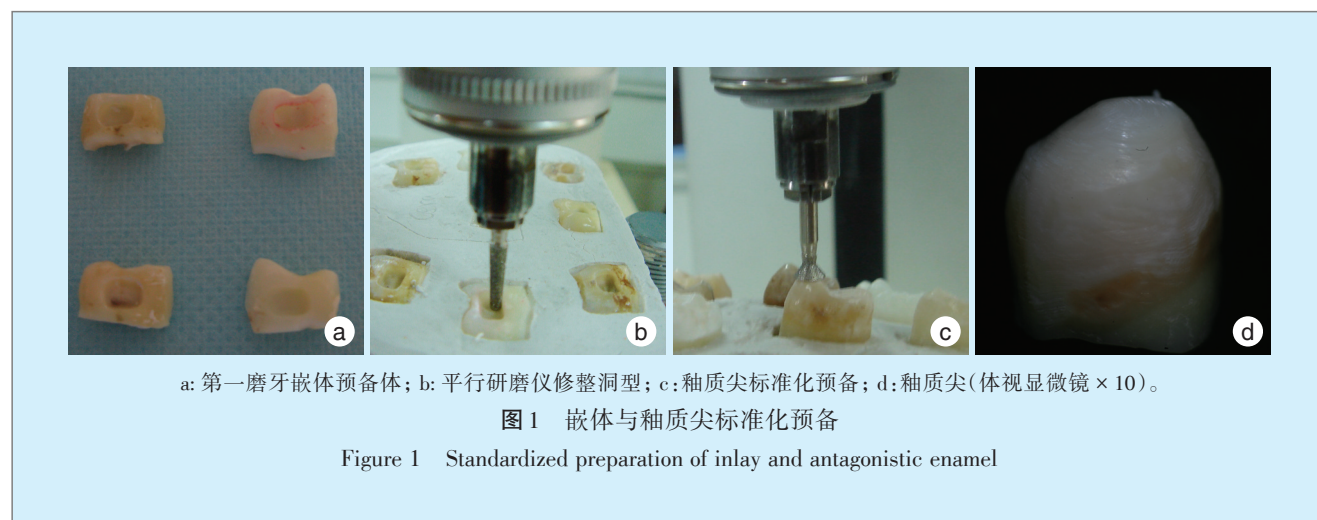 a
b
c
d
a: 第一磨牙嵌体预备体; b: 平行研磨仪修整洞型; c:釉质尖标准化预备; d:釉质尖(体视显微镜 × 10)。
图1 嵌体与釉质尖标准化预备
Figure 1 Standardized preparation of inlay and antagonistic enamel